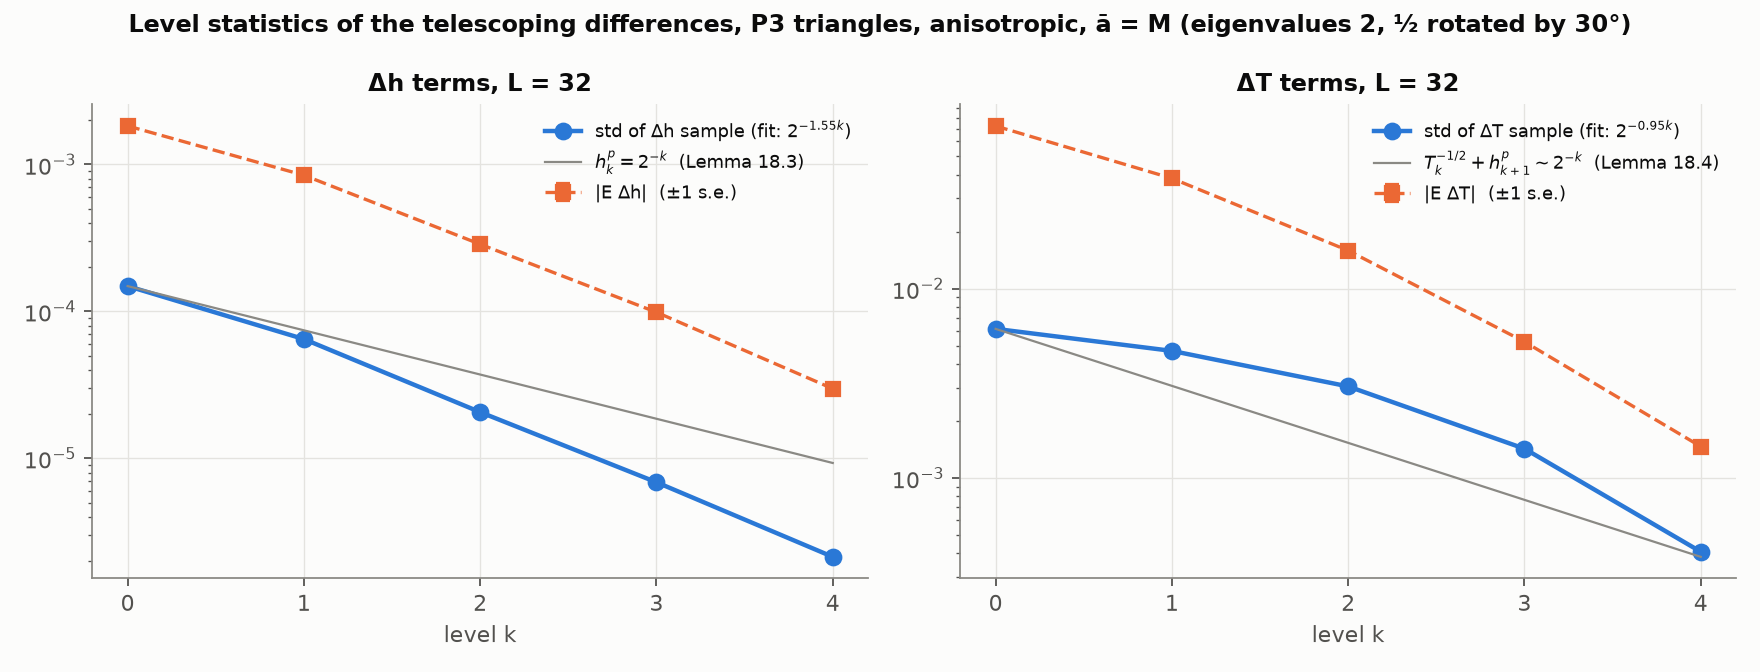 Level statistics of the telescoping differences, P3 triangles, anisotropic, ā = M (eigenvalues 2, ½ rotated by 30°)
Δh terms, L = 32
std of Δh sample (fit: 2^{−1.55k})
h_k^p = 2^{−k} (Lemma 18.3)
|E Δh| (±1 s.e.)
10^{−3}
10^{−4}
10^{−5}
0 1 2 3 4
level k
ΔT terms, L = 32
std of ΔT sample (fit: 2^{−0.95k})
T_k^{−1/2} + h_{k+1}^p ~ 2^{−k} (Lemma 18.4)
|E ΔT| (±1 s.e.)
10^{−2}
10^{−3}
0 1 2 3 4
level k